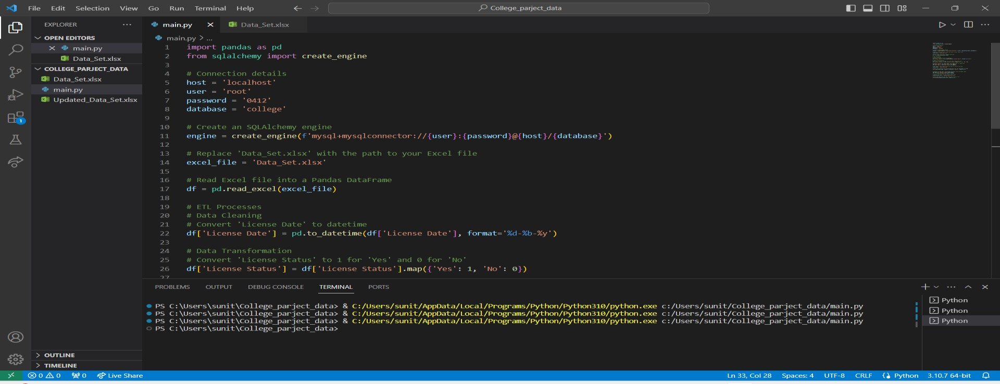 File Edit Selection View Go Run Terminal Help College_parject_data
EXPLORER ...
OPEN EDITORS
main.py
Data_Set.xlsx
COLLEGE_PARJECT_DATA
Data_Set.xlsx
main.py
Updated_Data_Set.xlsx
OUTLINE
TIMELINE
1
main.py Data_Set.xlsx
main.py > ...
1 import pandas as pd
2 from sqlalchemy import create_engine
3
4 # Connection details
5 host = 'localhost'
6 user = 'root'
7 password = '0412'
8 database = 'college'
9
10 # Create an SQLAlchemy engine
11 engine = create_engine(f'mysql+mysqlconnector://{user}:{password}@{host}/{database}')
12
13 # Replace 'Data_Set.xlsx' with the path to your Excel file
14 excel_file = 'Data_Set.xlsx'
15
16 # Read Excel file into a Pandas DataFrame
17 df = pd.read_excel(excel_file)
18
19 # ETL Processes
20 # Data Cleaning
21 # Convert 'License Date' to datetime
22 df['License Date'] = pd.to_datetime(df['License Date'], format='%d-%b-%y')
23
24 # Data Transformation
25 # Convert 'License Status' to 1 for 'Yes' and 0 for 'No'
26 df['License Status'] = df['License Status'].map({'Yes': 1, 'No': 0})
27
PROBLEMS OUTPUT DEBUG CONSOLE TERMINAL PORTS
PS C:\Users\sunit\College_parject_data> & C:/Users/sunit/AppData/Local/Programs/Python/Python310/python.exe c:/Users/sunit/College_parject_data/main.py
PS C:\Users\sunit\College_parject_data> & C:/Users/sunit/AppData/Local/Programs/Python/Python310/python.exe c:/Users/sunit/College_parject_data/main.py
PS C:\Users\sunit\College_parject_data> & C:/Users/sunit/AppData/Local/Programs/Python/Python310/python.exe c:/Users/sunit/College_parject_data/main.py
PS C:\Users\sunit\College_parject_data>
Python
Python
Python
0 0 0 Live Share Ln 33, Col 28 Spaces: 4 UTF-8 CRLF Python 3.10.7 64-bit